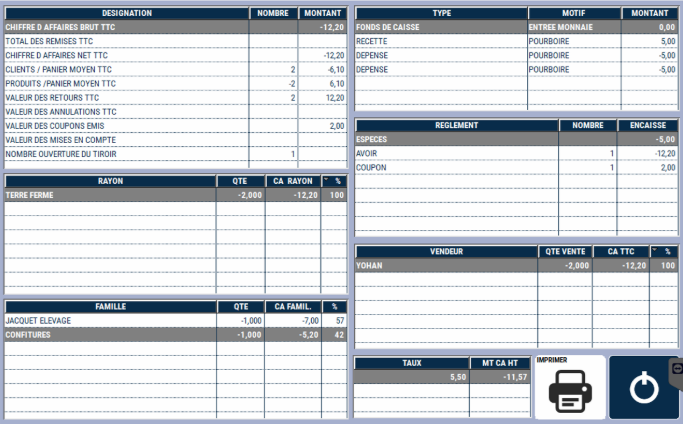 DESIGNATION NOMBRE MONTANT
CHIFFRE D AFFAIRES BRUT TTC -12,20
TOTAL DES REMISES TTC
CHIFFRE D AFFAIRES NET TTC -12,20
CLIENTS / PANIER MOYEN TTC 2 -6,10
PRODUITS /PANIER MOYEN TTC -2 6,10
VALEUR DES RETOURS TTC 2 12,20
VALEUR DES ANNULATIONS TTC
VALEUR DES COUPONS EMIS 2,00
VALEUR DES MISES EN COMPTE
NOMBRE OUVERTURE DU TIROIR 1
RAYON QTE CA RAYON %
TERRE FERME -2,000 -12,20 100
FAMILLE QTE CA FAMIL. %
JACQUET ELEVAGE -1,000 -7,00 57
CONFITURES -1,000 -5,20 42
TYPE MOTIF MONTANT
FONDS DE CAISSE ENTREE MONNAIE 0,00
RECETTE POURBOIRE 5,00
DEPENSE POURBOIRE -5,00
DEPENSE POURBOIRE -5,00
REGLEMENT NOMBRE ENCAISSE
ESPECES -5,00
AVOIR 1 -12,20
COUPON 1 2,00
VENDEUR QTE VENTE CA TTC %
YOHAN -2,000 -12,20 100
TAUX MT CA HT
5,50 -11,57
IMPRIMER